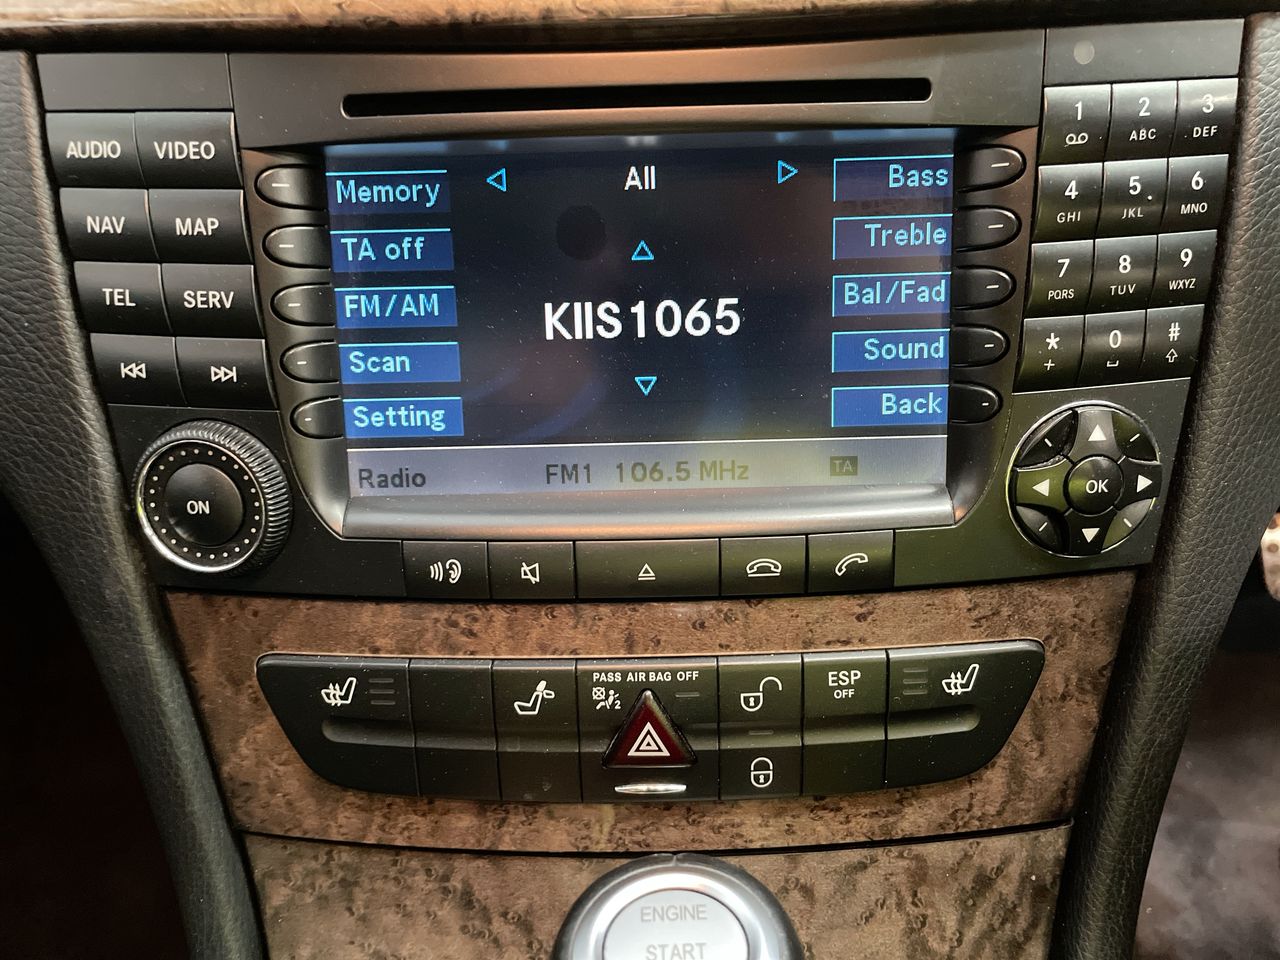 AUDIO VIDEO
NAV MAP
TEL SERV
ON
Memory
TA off
FM/AM
Scan
Setting
All
KIIS1065
Bass
Treble
Bal/Fad
Sound
Back
Radio FM1 106.5 MHz TA
1 2 ABC 3 DEF
4 GHI 5 JKL 6 MNO
7 PQRS 8 TUV 9 WXYZ
* + 0 #
OK
PASS AIR BAG OFF
2
ESP
OFF
ENGINE
START